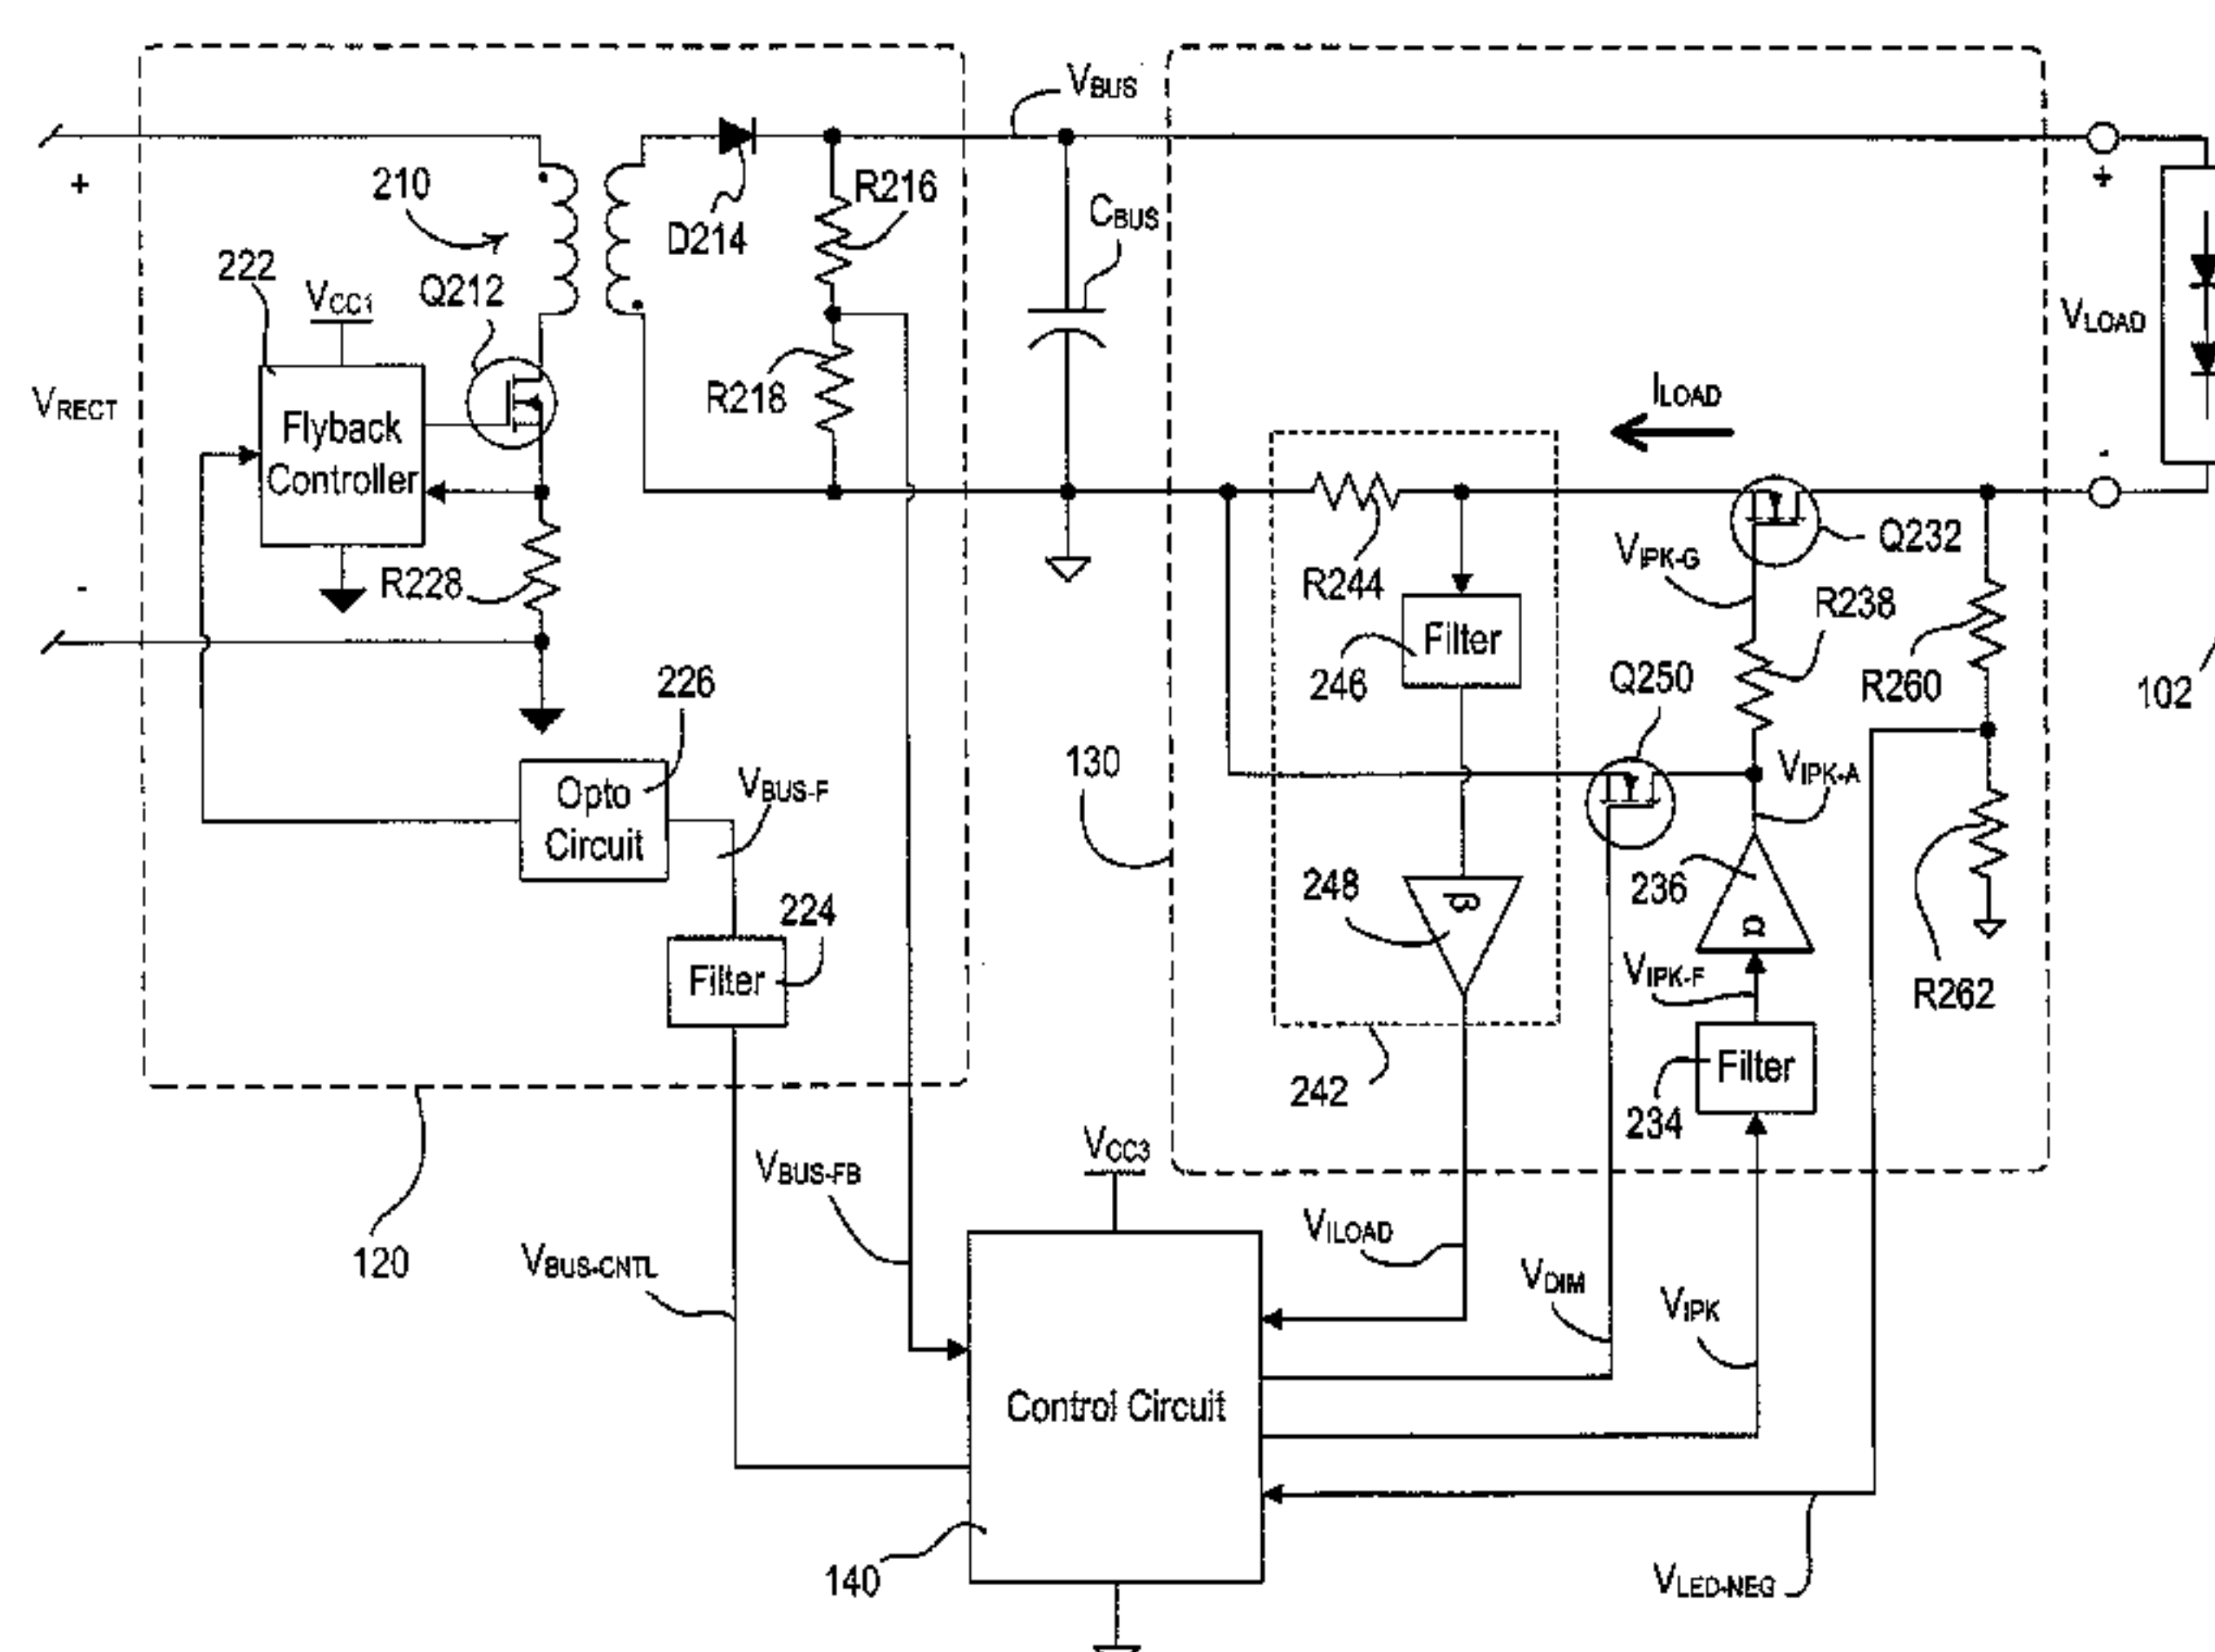 VBUS
+
210
R216
D214
CBUS
+
222
VCC1
Q212
VLOAD
VRECT
Flyback
Controller
R218
ILOAD
-
R228
R244
VIPK-G
Q232
R238
-
246
Filter
Q250
R260
102
226
Opto
Circuit
VBUS-F
130
VIPK-A
248
β
236
α
224
Filter
VIPK-F
R262
242
234
Filter
120
VBUS-FB
VCC3
VBUS-CNTL
VILOAD
VDIM
VIPK
Control Circuit
140
VLED-NEG